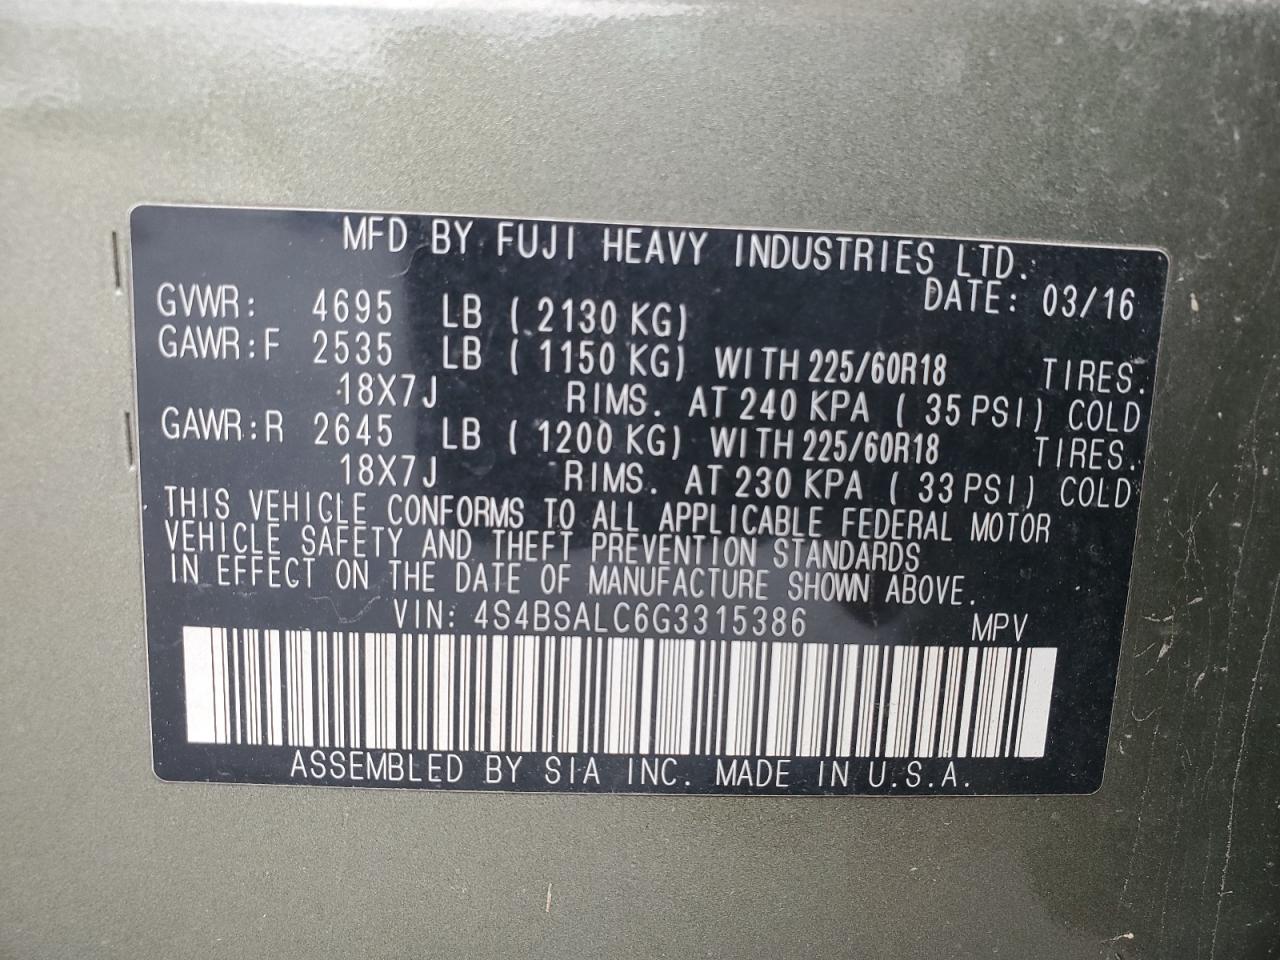 MFD BY FUJI HEAVY INDUSTRIES LTD.
DATE: 03/16
GVWR: 4695 LB ( 2130 KG)
GAWR:F 2535 LB ( 1150 KG) WITH 225/60R18 TIRES.
18X7J RIMS. AT 240 KPA ( 35 PSI) COLD
GAWR:R 2645 LB ( 1200 KG) WITH 225/60R18 TIRES.
18X7J RIMS. AT 230 KPA ( 33 PSI) COLD
THIS VEHICLE CONFORMS TO ALL APPLICABLE FEDERAL MOTOR
VEHICLE SAFETY AND THEFT PREVENTION STANDARDS
IN EFFECT ON THE DATE OF MANUFACTURE SHOWN ABOVE.
VIN: 4S4BSALC6G3315386 MPV
ASSEMBLED BY SIA INC. MADE IN U.S.A.